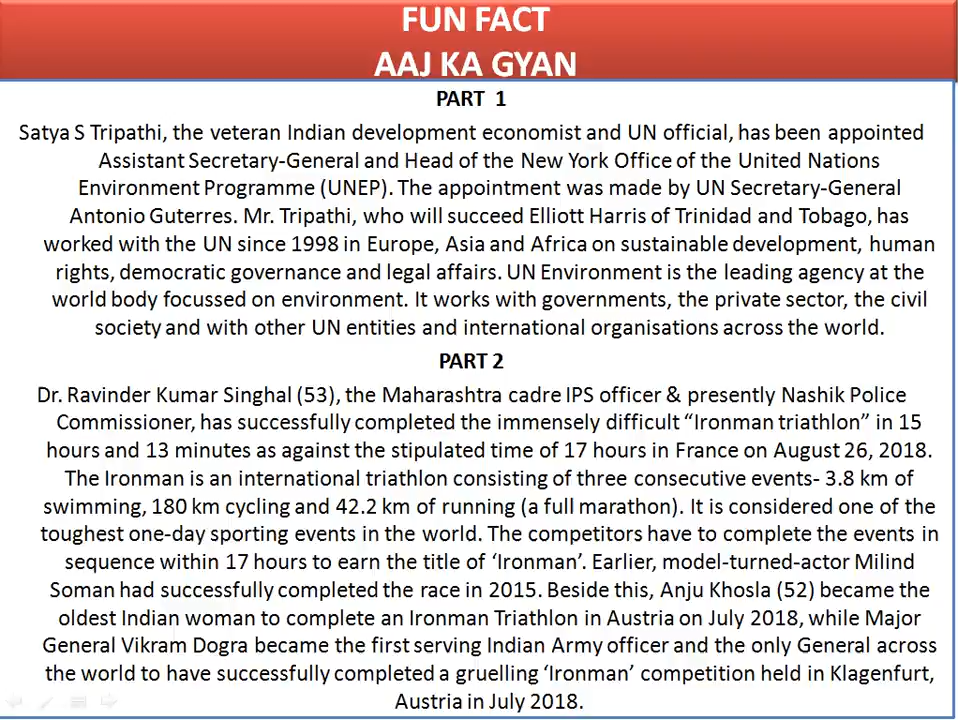 FUN FACT
AAJ KA GYAN
PART 1
Satya S Tripathi, the veteran Indian development economist and UN official, has been appointed
Assistant Secretary-General and Head of the New York Office of the United Nations
Environment Programme (UNEP). The appointment was made by UN Secretary-General
Antonio Guterres. Mr. Tripathi, who will succeed Elliott Harris of Trinidad and Tobago, has
worked with the UN since 1998 in Europe, Asia and Africa on sustainable development, human
rights, democratic governance and legal affairs. UN Environment is the leading agency at the
world body focussed on environment. It works with governments, the private sector, the civil
society and with other UN entities and international organisations across the world.
PART 2
Dr. Ravinder Kumar Singhal (53), the Maharashtra cadre IPS officer & presently Nashik Police
Commissioner, has successfully completed the immensely difficult “Ironman triathlon” in 15
hours and 13 minutes as against the stipulated time of 17 hours in France on August 26, 2018.
The Ironman is an international triathlon consisting of three consecutive events- 3.8 km of
swimming, 180 km cycling and 42.2 km of running (a full marathon). It is considered one of the
toughest one-day sporting events in the world. The competitors have to complete the events in
sequence within 17 hours to earn the title of ‘Ironman’. Earlier, model-turned-actor Milind
Soman had successfully completed the race in 2015. Beside this, Anju Khosla (52) became the
oldest Indian woman to complete an Ironman Triathlon in Austria on July 2018, while Major
General Vikram Dogra became the first serving Indian Army officer and the only General across
the world to have successfully completed a gruelling ‘Ironman’ competition held in Klagenfurt,
Austria in July 2018.